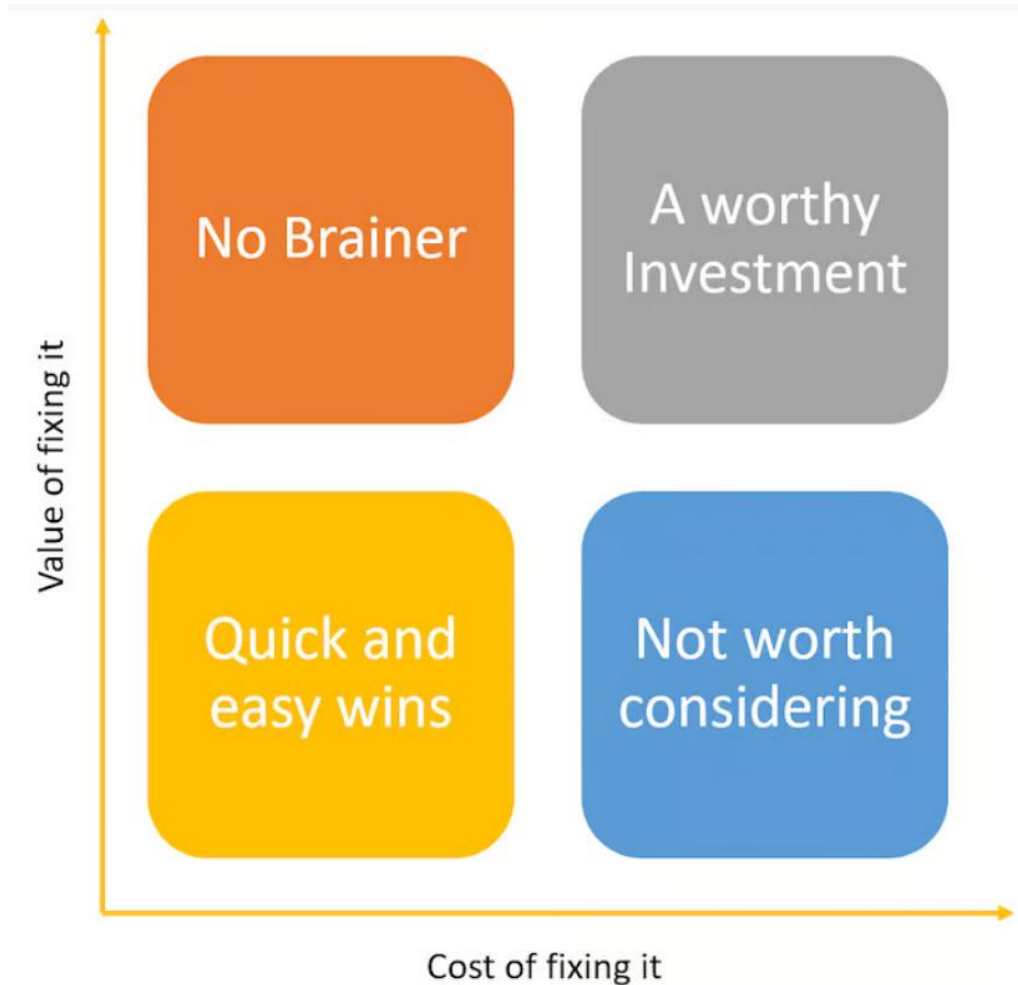 No Brainer
A worthy
Investment
Value of fixing it
Quick and
easy wins
Not worth
considering
Cost of fixing it